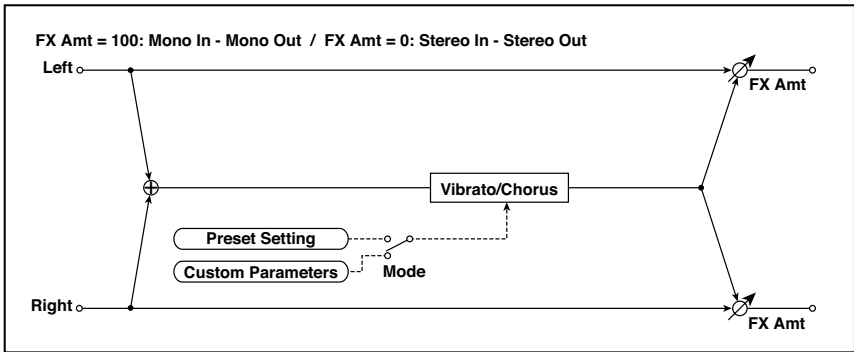 FX Amt = 100: Mono In - Mono Out / FX Amt = 0: Stereo In - Stereo Out
Left
FX Amt
Vibrato/Chorus
Preset Setting
Custom Parameters
Mode
Right
FX Amt